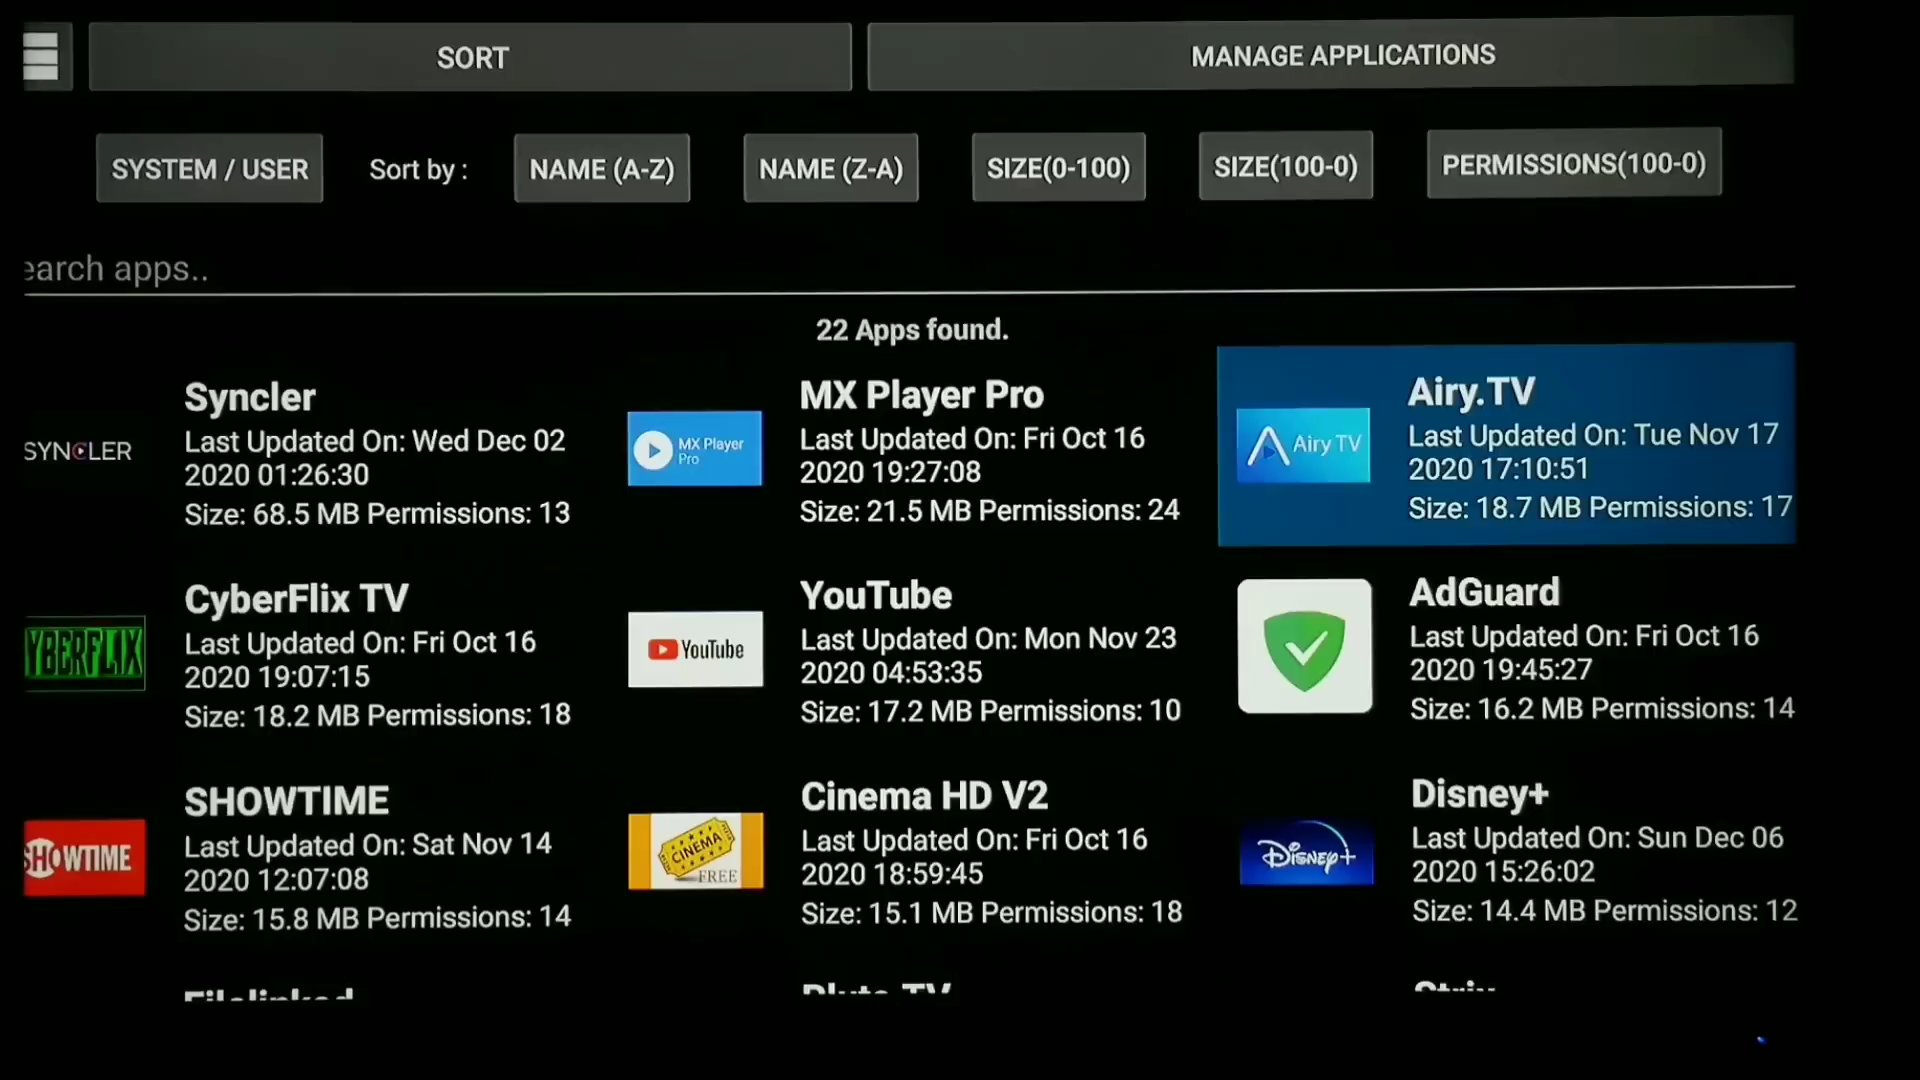 SORT
MANAGE APPLICATIONS
SYSTEM / USER
Sort by :
NAME (A-Z)
NAME (Z-A)
SIZE(0-100)
SIZE(100-0)
PERMISSIONS(100-0)
earch apps..
22 Apps found.
SYNCLER
Syncler
Last Updated On: Wed Dec 02
2020 01:26:30
Size: 68.5 MB Permissions: 13
MX Player
Pro
MX Player Pro
Last Updated On: Fri Oct 16
2020 19:27:08
Size: 21.5 MB Permissions: 24
Airy TV
Airy.TV
Last Updated On: Tue Nov 17
2020 17:10:51
Size: 18.7 MB Permissions: 17
YBERFLIX
CyberFlix TV
Last Updated On: Fri Oct 16
2020 19:07:15
Size: 18.2 MB Permissions: 18
YouTube
YouTube
Last Updated On: Mon Nov 23
2020 04:53:35
Size: 17.2 MB Permissions: 10
AdGuard
Last Updated On: Fri Oct 16
2020 19:45:27
Size: 16.2 MB Permissions: 14
SHOWTIME
SHOWTIME
Last Updated On: Sat Nov 14
2020 12:07:08
Size: 15.8 MB Permissions: 14
CINEMA
FREE
Cinema HD V2
Last Updated On: Fri Oct 16
2020 18:59:45
Size: 15.1 MB Permissions: 18
Disney+
Disney+
Last Updated On: Sun Dec 06
2020 15:26:02
Size: 14.4 MB Permissions: 12
Filelinked
Pluto TV